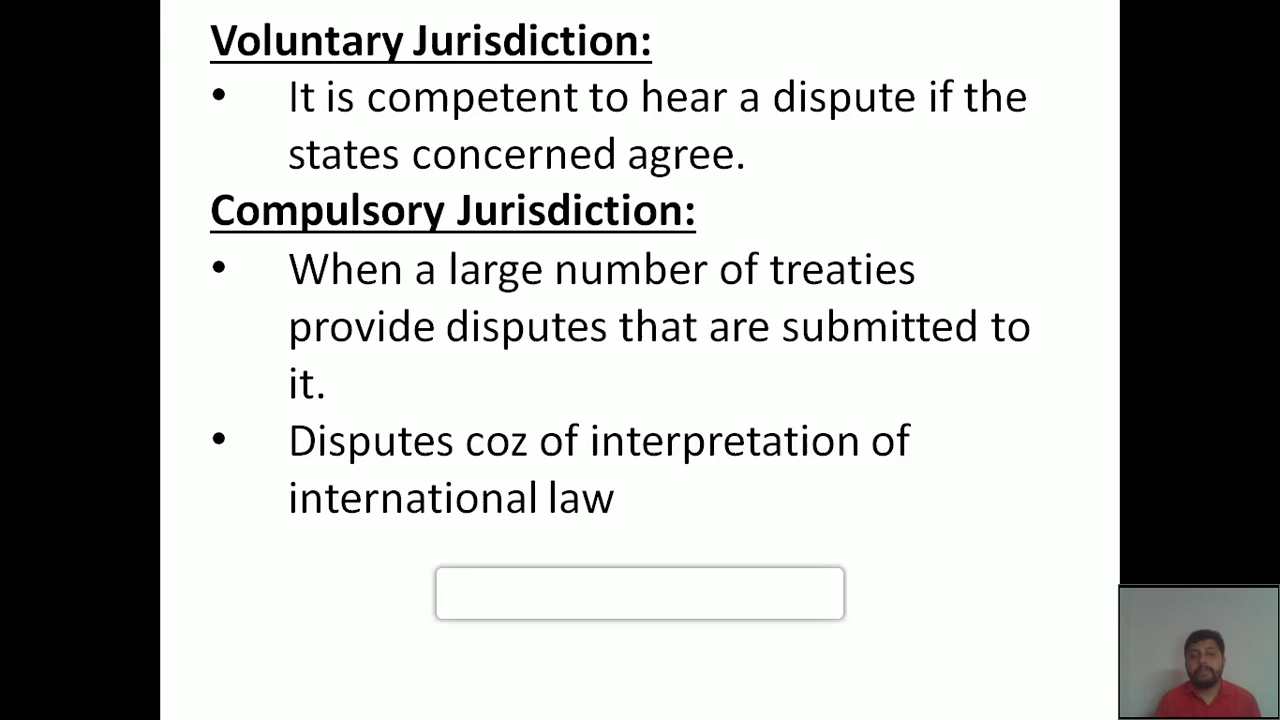 Voluntary Jurisdiction:
• It is competent to hear a dispute if the
states concerned agree.
Compulsory Jurisdiction:
• When a large number of treaties
provide disputes that are submitted to
it.
• Disputes coz of interpretation of
international law